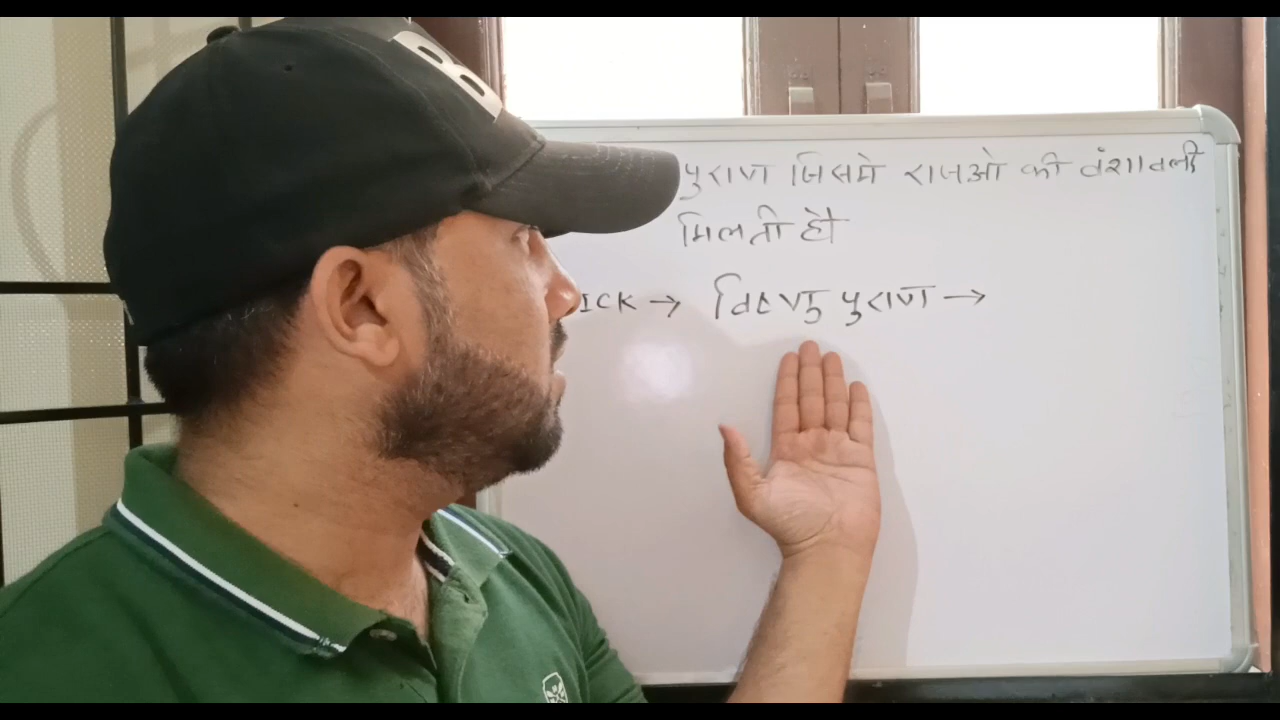 B
पुराण जिसमे राजओ की वंशावली
मिलती हो
ICK → विष्णु पुराण →